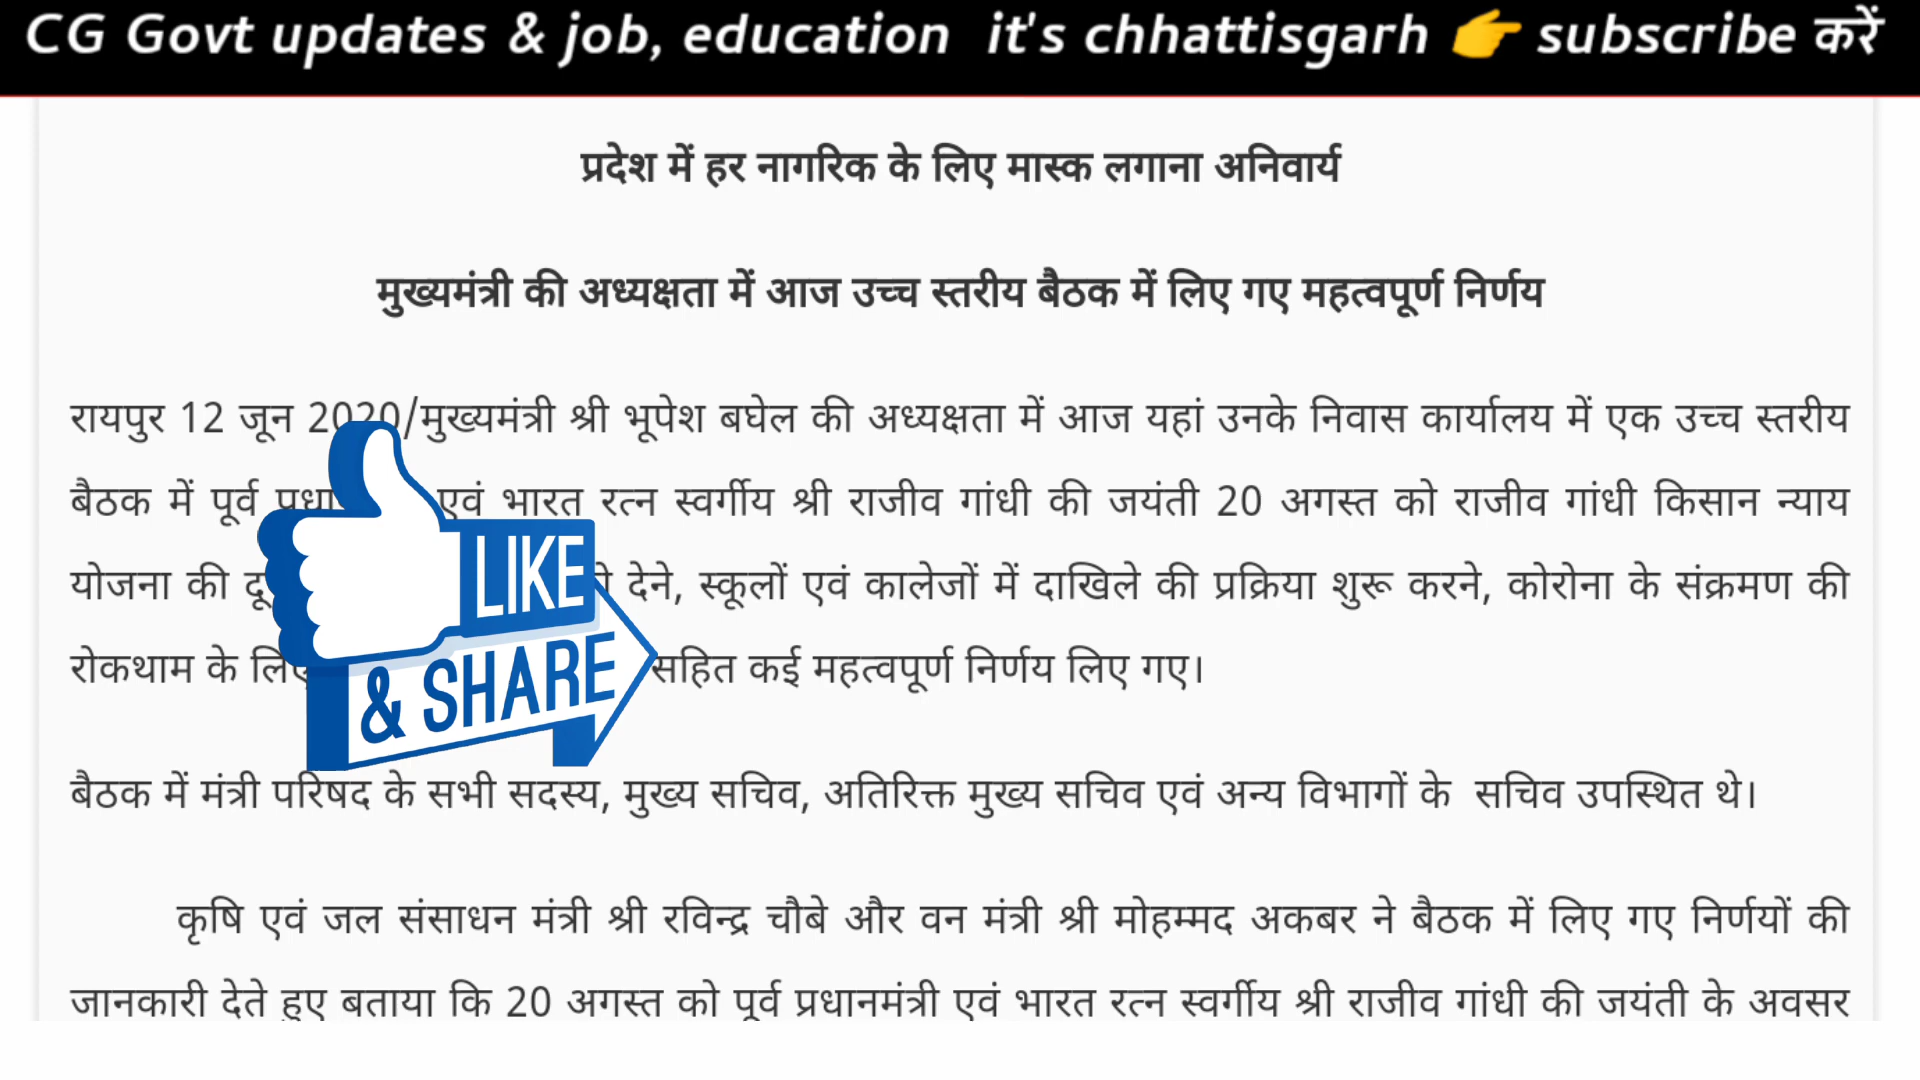 CG Govt updates & job, education it's chhattisgarh 👉 subscribe करें
प्रदेश में हर नागरिक के लिए मास्क लगाना अनिवार्य
मुख्यमंत्री की अध्यक्षता में आज उच्च स्तरीय बैठक में लिए गए महत्वपूर्ण निर्णय
रायपुर 12 जून 2020/मुख्यमंत्री श्री भूपेश बघेल की अध्यक्षता में आज यहां उनके निवास कार्यालय में एक उच्च स्तरीय
बैठक में पूर्व एवं भारत रत्न स्वर्गीय श्री राजीव गांधी की जयंती 20 अगस्त को राजीव गांधी किसान न्याय
योजना की देने, स्कूलों एवं कालेजों में दाखिले की प्रक्रिया शुरू करने, कोरोना के संक्रमण की
रोकथाम के लिए सहित कई महत्वपूर्ण निर्णय लिए गए।
LIKE
& SHARE
बैठक में मंत्री परिषद के सभी सदस्य, मुख्य सचिव, अतिरिक्त मुख्य सचिव एवं अन्य विभागों के सचिव उपस्थित थे।
कृषि एवं जल संसाधन मंत्री श्री रविन्द्र चौबे और वन मंत्री श्री मोहम्मद अकबर ने बैठक में लिए गए निर्णयों की
जानकारी देते हुए बताया कि 20 अगस्त को पूर्व प्रधानमंत्री एवं भारत रत्न स्वर्गीय श्री राजीव गांधी की जयंती के अवसर